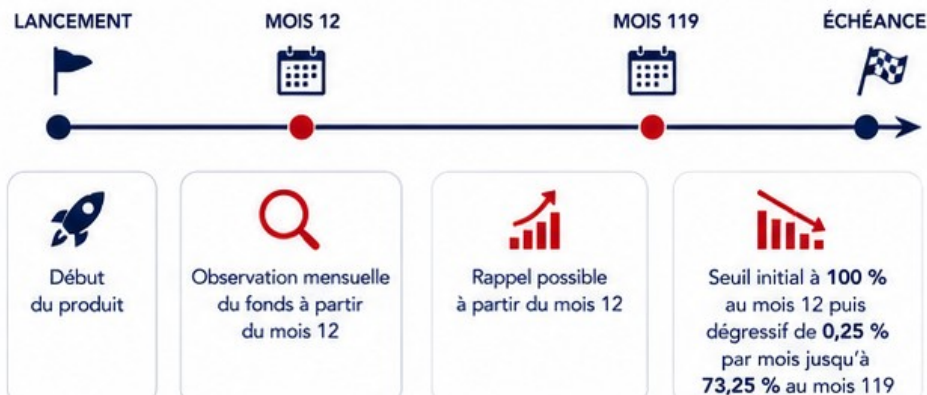 LANCEMENT
MOIS 12
MOIS 119
ÉCHÉANCE
Début
du produit
Observation mensuelle
du fonds à partir
du mois 12
Rappel possible
à partir du mois 12
Seuil initial à 100 %
au mois 12 puis
dégressif de 0,25 %
par mois jusqu'à
73,25 % au mois 119